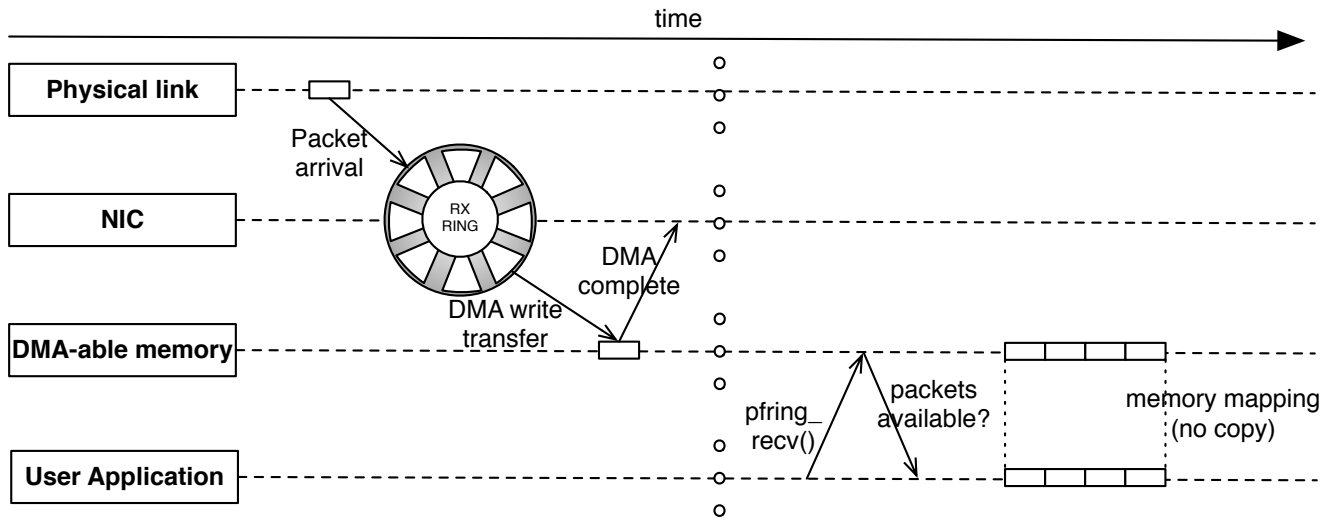 time
Physical link
Packet
arrival
NIC
RX
RING
DMA
complete
DMA write
transfer
DMA-able memory
pfring_
recv()
packets
available?
memory mapping
(no copy)
User Application